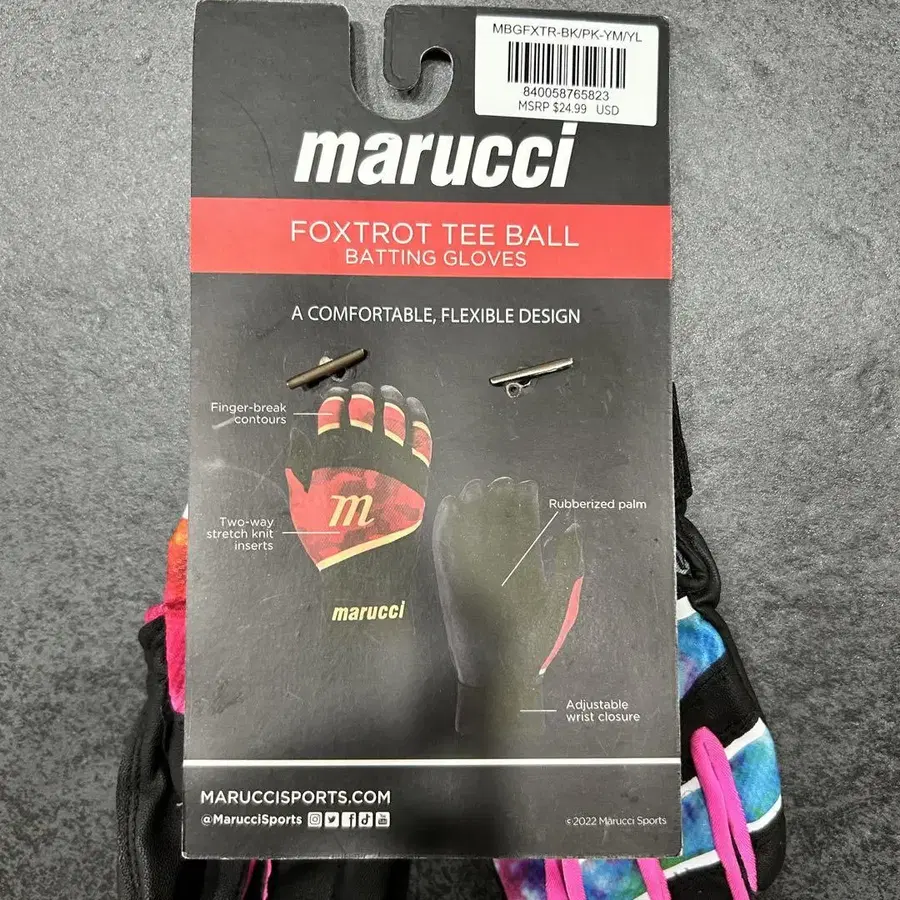 MBGFXTR-BK/PK-YM/YL
840058765823
MSRP $24.99 USD
marucci
FOXTROT TEE BALL
BATTING GLOVES
A COMFORTABLE, FLEXIBLE DESIGN
Finger-break
contours
m
Two-way
stretch knit
inserts
marucci
Rubberized palm
Adjustable
wrist closure
MARUCCISPORTS.COM
@MarucciSports
©2022 Marucci Sports